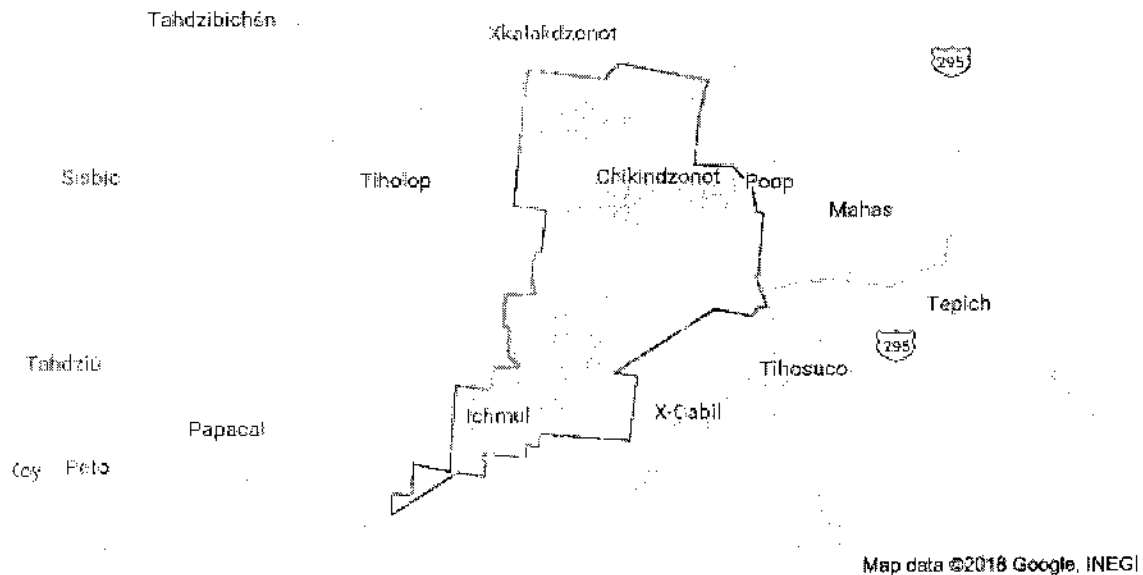 Tahdzibichén
Xkalakdzonot
295
Sisbic
Tiholop
Chikindzonot
Poop
Mahas
Tepich
295
Tahdziú
Tihosuco
Ichmul
X-Cabil
Papacal
Peto
Map data ©2018 Google, INEGI